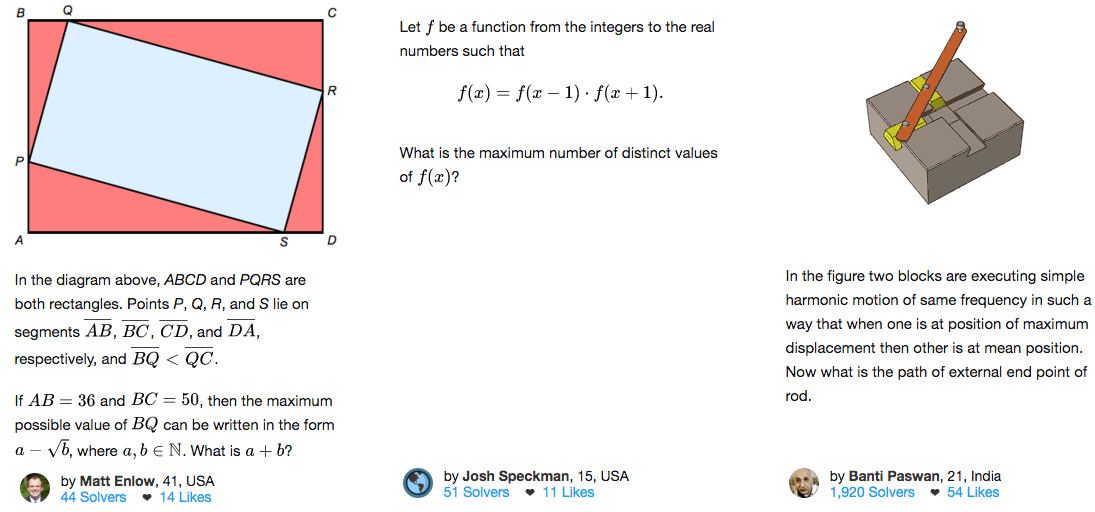 B Q C
R
P
A S D
In the diagram above, ABCD and PQRS are
both rectangles. Points P, Q, R, and S lie on
segments $\overline{AB}$, $\overline{BC}$, $\overline{CD}$, and $\overline{DA}$,
respectively, and $\overline{BQ} < \overline{QC}$.
If AB = 36 and BC = 50, then the maximum
possible value of BQ can be written in the form
a − √b, where a, b ∈ ℕ. What is a + b?
by Matt Enlow, 41, USA
44 Solvers ♥ 14 Likes
Let f be a function from the integers to the real
numbers such that
f(x) = f(x − 1) · f(x + 1).
What is the maximum number of distinct values
of f(x)?
by Josh Speckman, 15, USA
51 Solvers ♥ 11 Likes
In the figure two blocks are executing simple
harmonic motion of same frequency in such a
way that when one is at position of maximum
displacement then other is at mean position.
Now what is the path of external end point of
rod.
by Banti Paswan, 21, India
1,920 Solvers ♥ 54 Likes